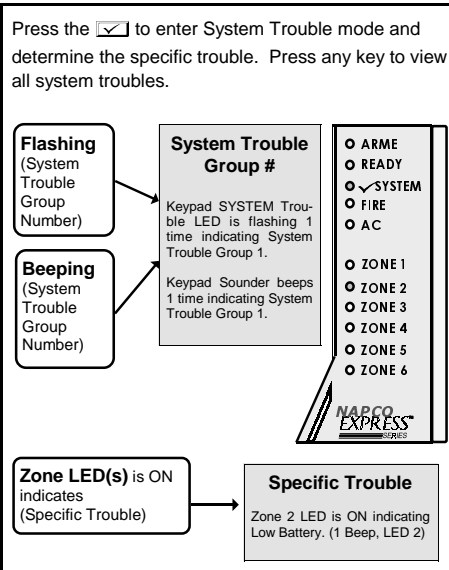 Press the ✓ to enter System Trouble mode and
determine the specific trouble. Press any key to view
all system troubles.
Flashing
(System
Trouble
Group
Number)
Beeping
(System
Trouble
Group
Number)
System Trouble
Group #
Keypad SYSTEM Trou-
ble LED is flashing 1
time indicating System
Trouble Group 1.
Keypad Sounder beeps
1 time indicating System
Trouble Group 1.
ARME
READY
✓SYSTEM
FIRE
AC
ZONE 1
ZONE 2
ZONE 3
ZONE 4
ZONE 5
ZONE 6
NAPCO
EXPRESS™
SERIES
Zone LED(s) is ON
indicates
(Specific Trouble)
Specific Trouble
Zone 2 LED is ON indicating
Low Battery. (1 Beep, LED 2)